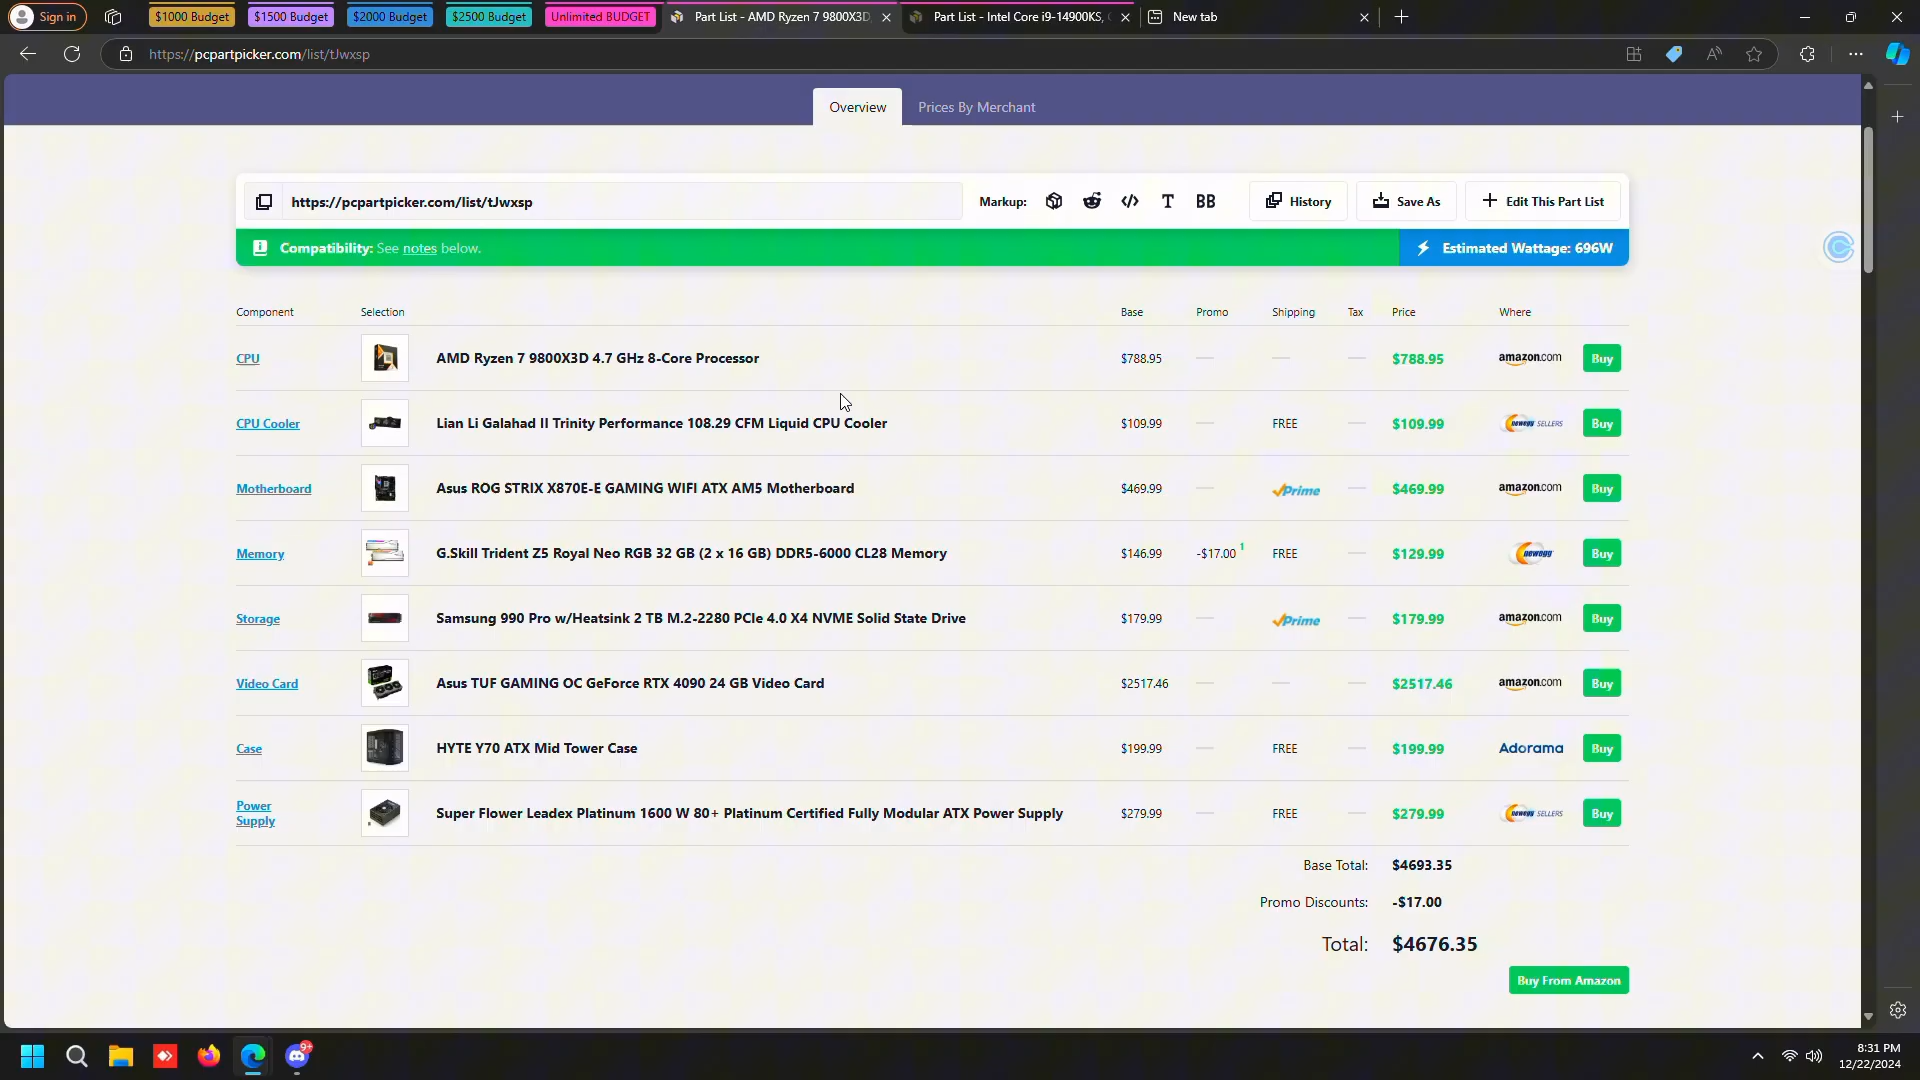 Sign in
$1000 Budget
$1500 Budget
$2000 Budget
$2500 Budget
Unlimited BUDGET
Part List - AMD Ryzen 7 9800X3D,
Part List - Intel Core i9-14900KS,
New tab
https://pcpartpicker.com/list/tJwxsp
Overview
Prices By Merchant
https://pcpartpicker.com/list/tJwxsp
Markup:
T
BB
History
Save As
Edit This Part List
Compatibility: See notes below.
Estimated Wattage: 696W
Component Selection Base Promo Shipping Tax Price Where
CPU AMD Ryzen 7 9800X3D 4.7 GHz 8-Core Processor $788.95 — — — $788.95 amazon.com Buy
CPU Cooler Lian Li Galahad II Trinity Performance 108.29 CFM Liquid CPU Cooler $109.99 — FREE — $109.99 newegg SELLERS Buy
Motherboard Asus ROG STRIX X870E-E GAMING WIFI ATX AM5 Motherboard $469.99 — Prime — $469.99 amazon.com Buy
Memory G.Skill Trident Z5 Royal Neo RGB 32 GB (2 x 16 GB) DDR5-6000 CL28 Memory $146.99 -$17.00 1 FREE — $129.99 newegg Buy
Storage Samsung 990 Pro w/Heatsink 2 TB M.2-2280 PCIe 4.0 X4 NVME Solid State Drive $179.99 — Prime — $179.99 amazon.com Buy
Video Card Asus TUF GAMING OC GeForce RTX 4090 24 GB Video Card $2517.46 — — — $2517.46 amazon.com Buy
Case HYTE Y70 ATX Mid Tower Case $199.99 — FREE — $199.99 Adorama Buy
Power
Supply Super Flower Leadex Platinum 1600 W 80+ Platinum Certified Fully Modular ATX Power Supply $279.99 — FREE — $279.99 newegg SELLERS Buy
Base Total: $4693.35
Promo Discounts: -$17.00
Total: $4676.35
Buy From Amazon
9+
8:31 PM
12/22/2024